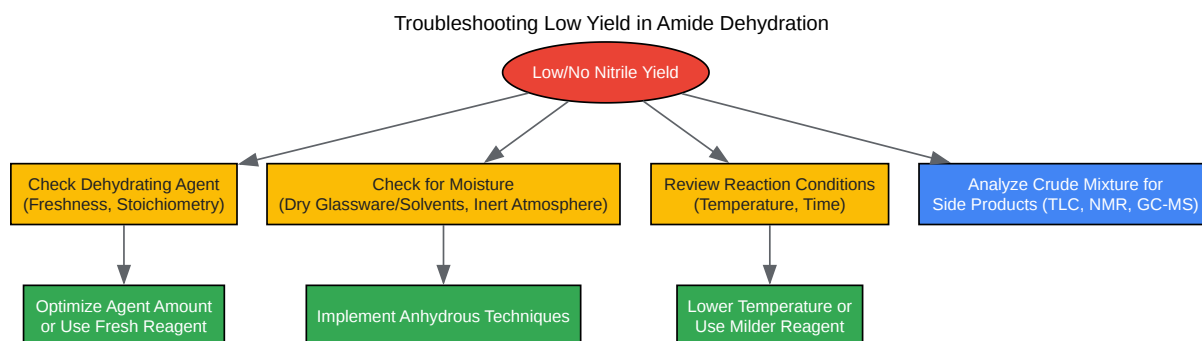 Troubleshooting Low Yield in Amide Dehydration
Low/No Nitrile Yield
Check Dehydrating Agent
(Freshness, Stoichiometry)
Check for Moisture
(Dry Glassware/Solvents, Inert Atmosphere)
Review Reaction Conditions
(Temperature, Time)
Analyze Crude Mixture for
Side Products (TLC, NMR, GC-MS)
Optimize Agent Amount
or Use Fresh Reagent
Implement Anhydrous Techniques
Lower Temperature or
Use Milder Reagent